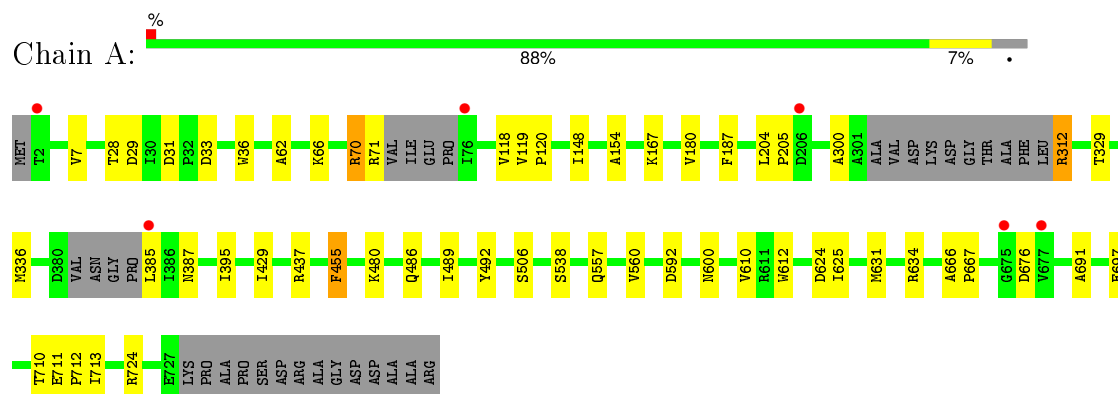 %
Chain A:
88% 7% •
MET T2 V7 T28 D29 I30 D31 P32 D33 W36 A62 K66 R70 R71 VAL ILE GLU PRO I76 V118 V119 P120 I148 A154 K167 V180 F187 L204 P205 D206 A300 A301 ALA VAL ASP LYS ASP GLY THR ALA PHE LEU R312 T329
M336 D380 VAL ASN GLY PRO L385 I386 N387 I395 I429 R437 F455 K480 Q486 I489 Y492 S506 S538 Q557 V560 D592 N600 V610 R611 W612 D624 I625 M631 R634 A666 P667 G675 D676 V677 A691
T710 E711 P712 I713 R724 E727 LYS PRO ALA PRO SER ASP ARG ALA GLY ASP ASP ALA ALA ARG